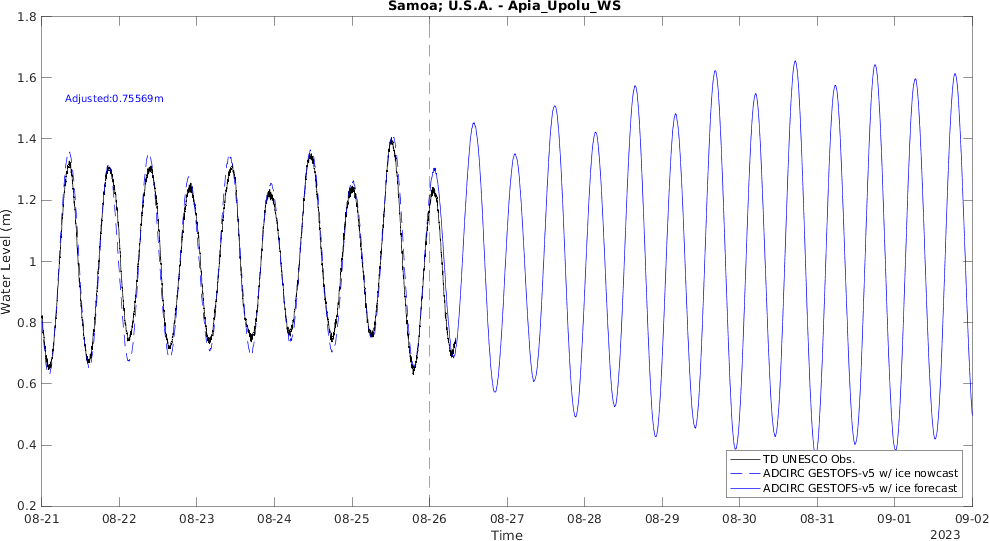 Samoa; U.S.A. - Apia_Upolu_WS
1.8
1.6
1.4
1.2
1
0.8
0.6
0.4
0.2
Water Level (m)
Adjusted:0.75569m
TD UNESCO Obs.
ADCIRC GESTOFS-v5 w/ ice nowcast
ADCIRC GESTOFS-v5 w/ ice forecast
08-21 08-22 08-23 08-24 08-25 08-26 08-27 08-28 08-29 08-30 08-31 09-01 09-02
Time
2023